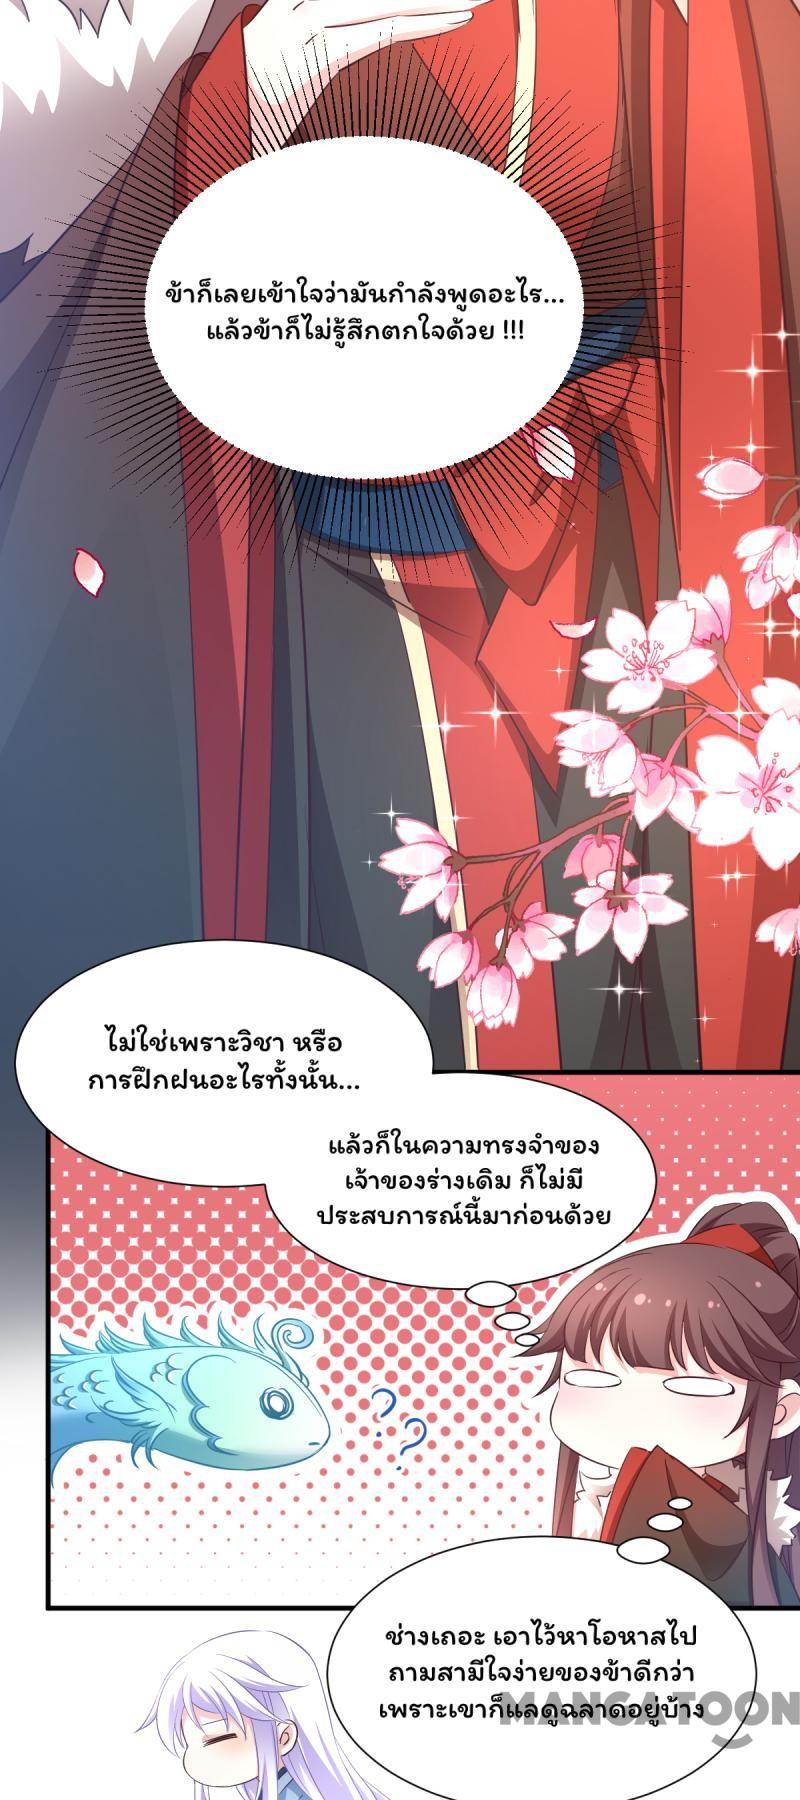 ข้าก็เลยเข้าใจว่ามันกำลังพูดอะไร...
แล้วข้าก็ไม่รู้สึกตกใจด้วย !!!
ไม่ใช่เพราะวิชา หรือ
การฝึกฝนอะไรทั้งนั้น...
แล้วก็ในความทรงจำของ
เจ้าของร่างเดิม ก็ไม่มี
ประสบการณ์นี้มาก่อนด้วย
??
ช่างเถอะ เอาไว้หาโอหาสไป
ถามสามีใจง่ายของข้าดีกว่า
เพราะเขาก็แลดูฉลาดอยู่บ้าง
MANGATOON